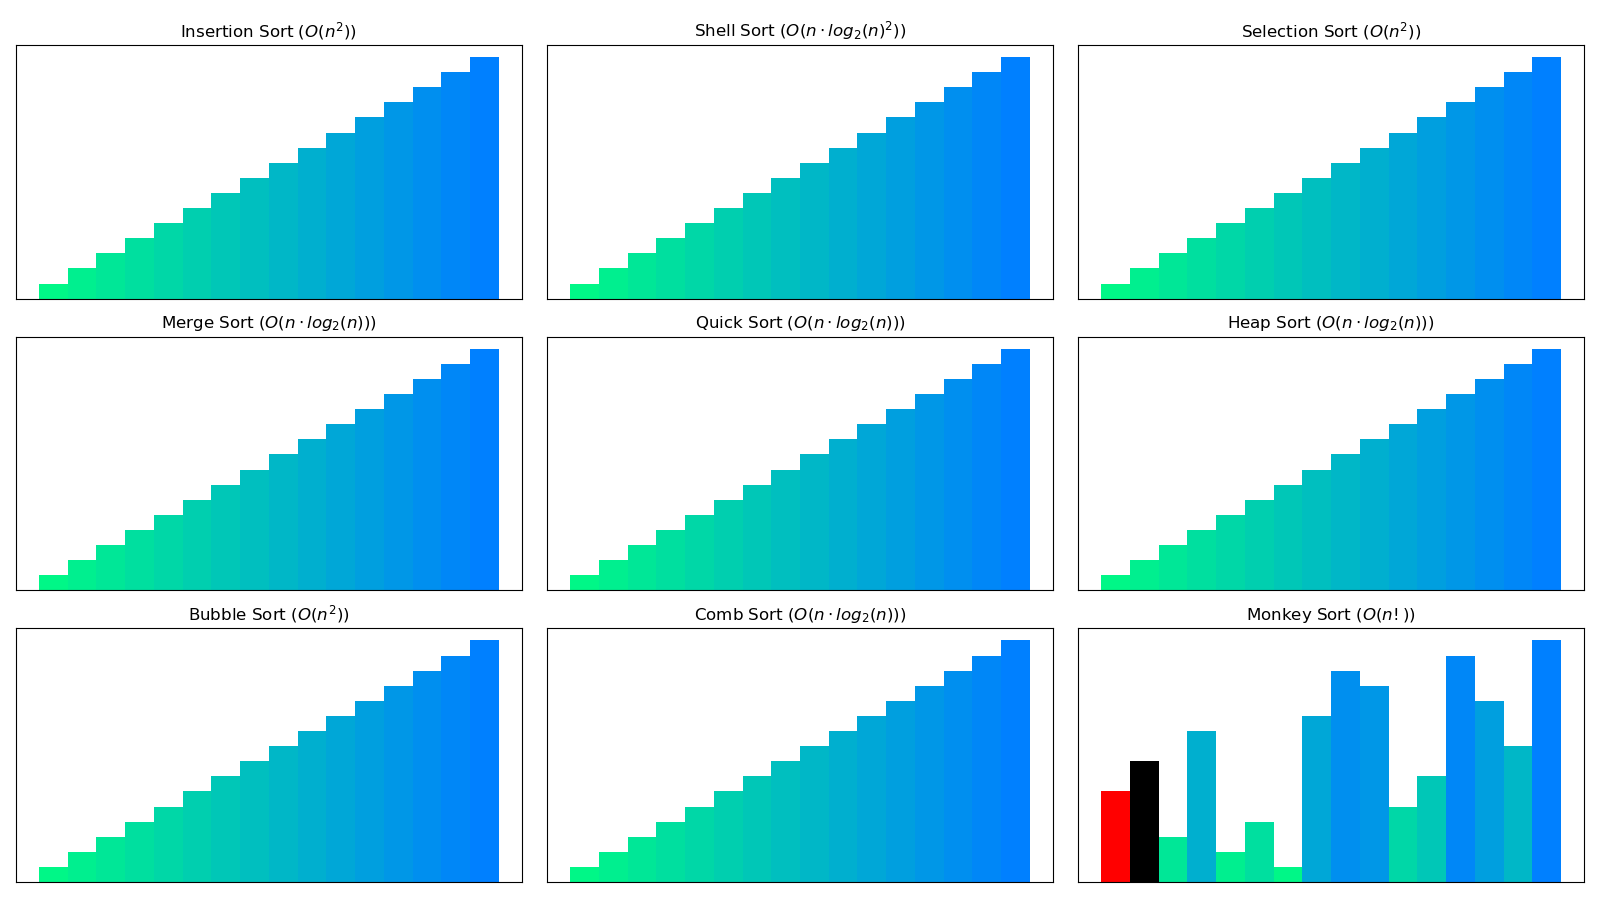 Insertion Sort (O(n²))
Shell Sort (O(n · log₂(n)²))
Selection Sort (O(n²))
Merge Sort (O(n · log₂(n)))
Quick Sort (O(n · log₂(n)))
Heap Sort (O(n · log₂(n)))
Bubble Sort (O(n²))
Comb Sort (O(n · log₂(n)))
Monkey Sort (O(n!))